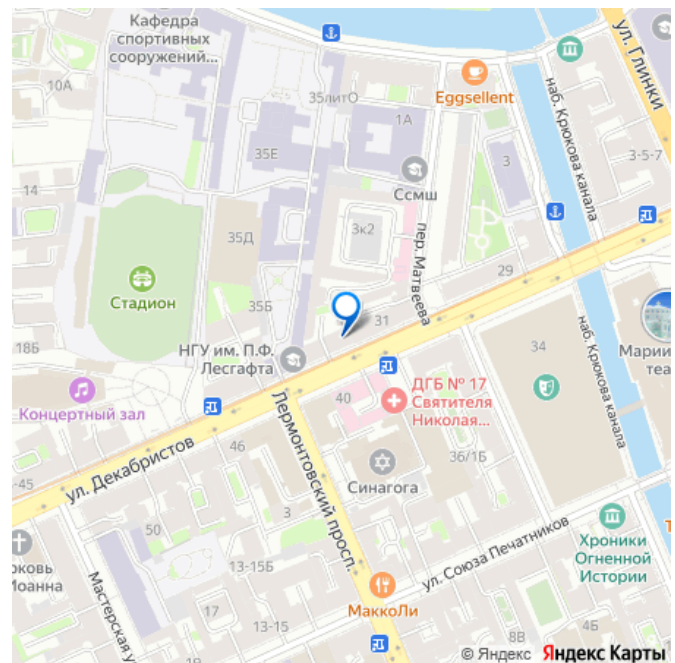 Кафедра
спортивных
сооружений...
10А
35литО
35Е
1А
Eggsellent
ул. Глинки
наб. Крюкова канала
3-5-7
3
Ссмш
14
3к2
35Д
пер. Матвеева
Стадион
35Б
29
31
18Б
НГУ им. П.Ф.
Лесгафта
34
Мариин
теа
Концертный зал
40
ДГБ № 17
Святителя
Николая...
наб. Крюкова канала
46
ул. Декабристов
-45
Лермонтовский просп.
36/1Б
Синагога
3
50
рковь
Иоанна
13-15Б
ул. Союза Печатников
Хроники
Огненной
Истории
Мастерская у
17
13-15
МаккоЛи
8В
4Б
© Яндекс Яндекс Карты